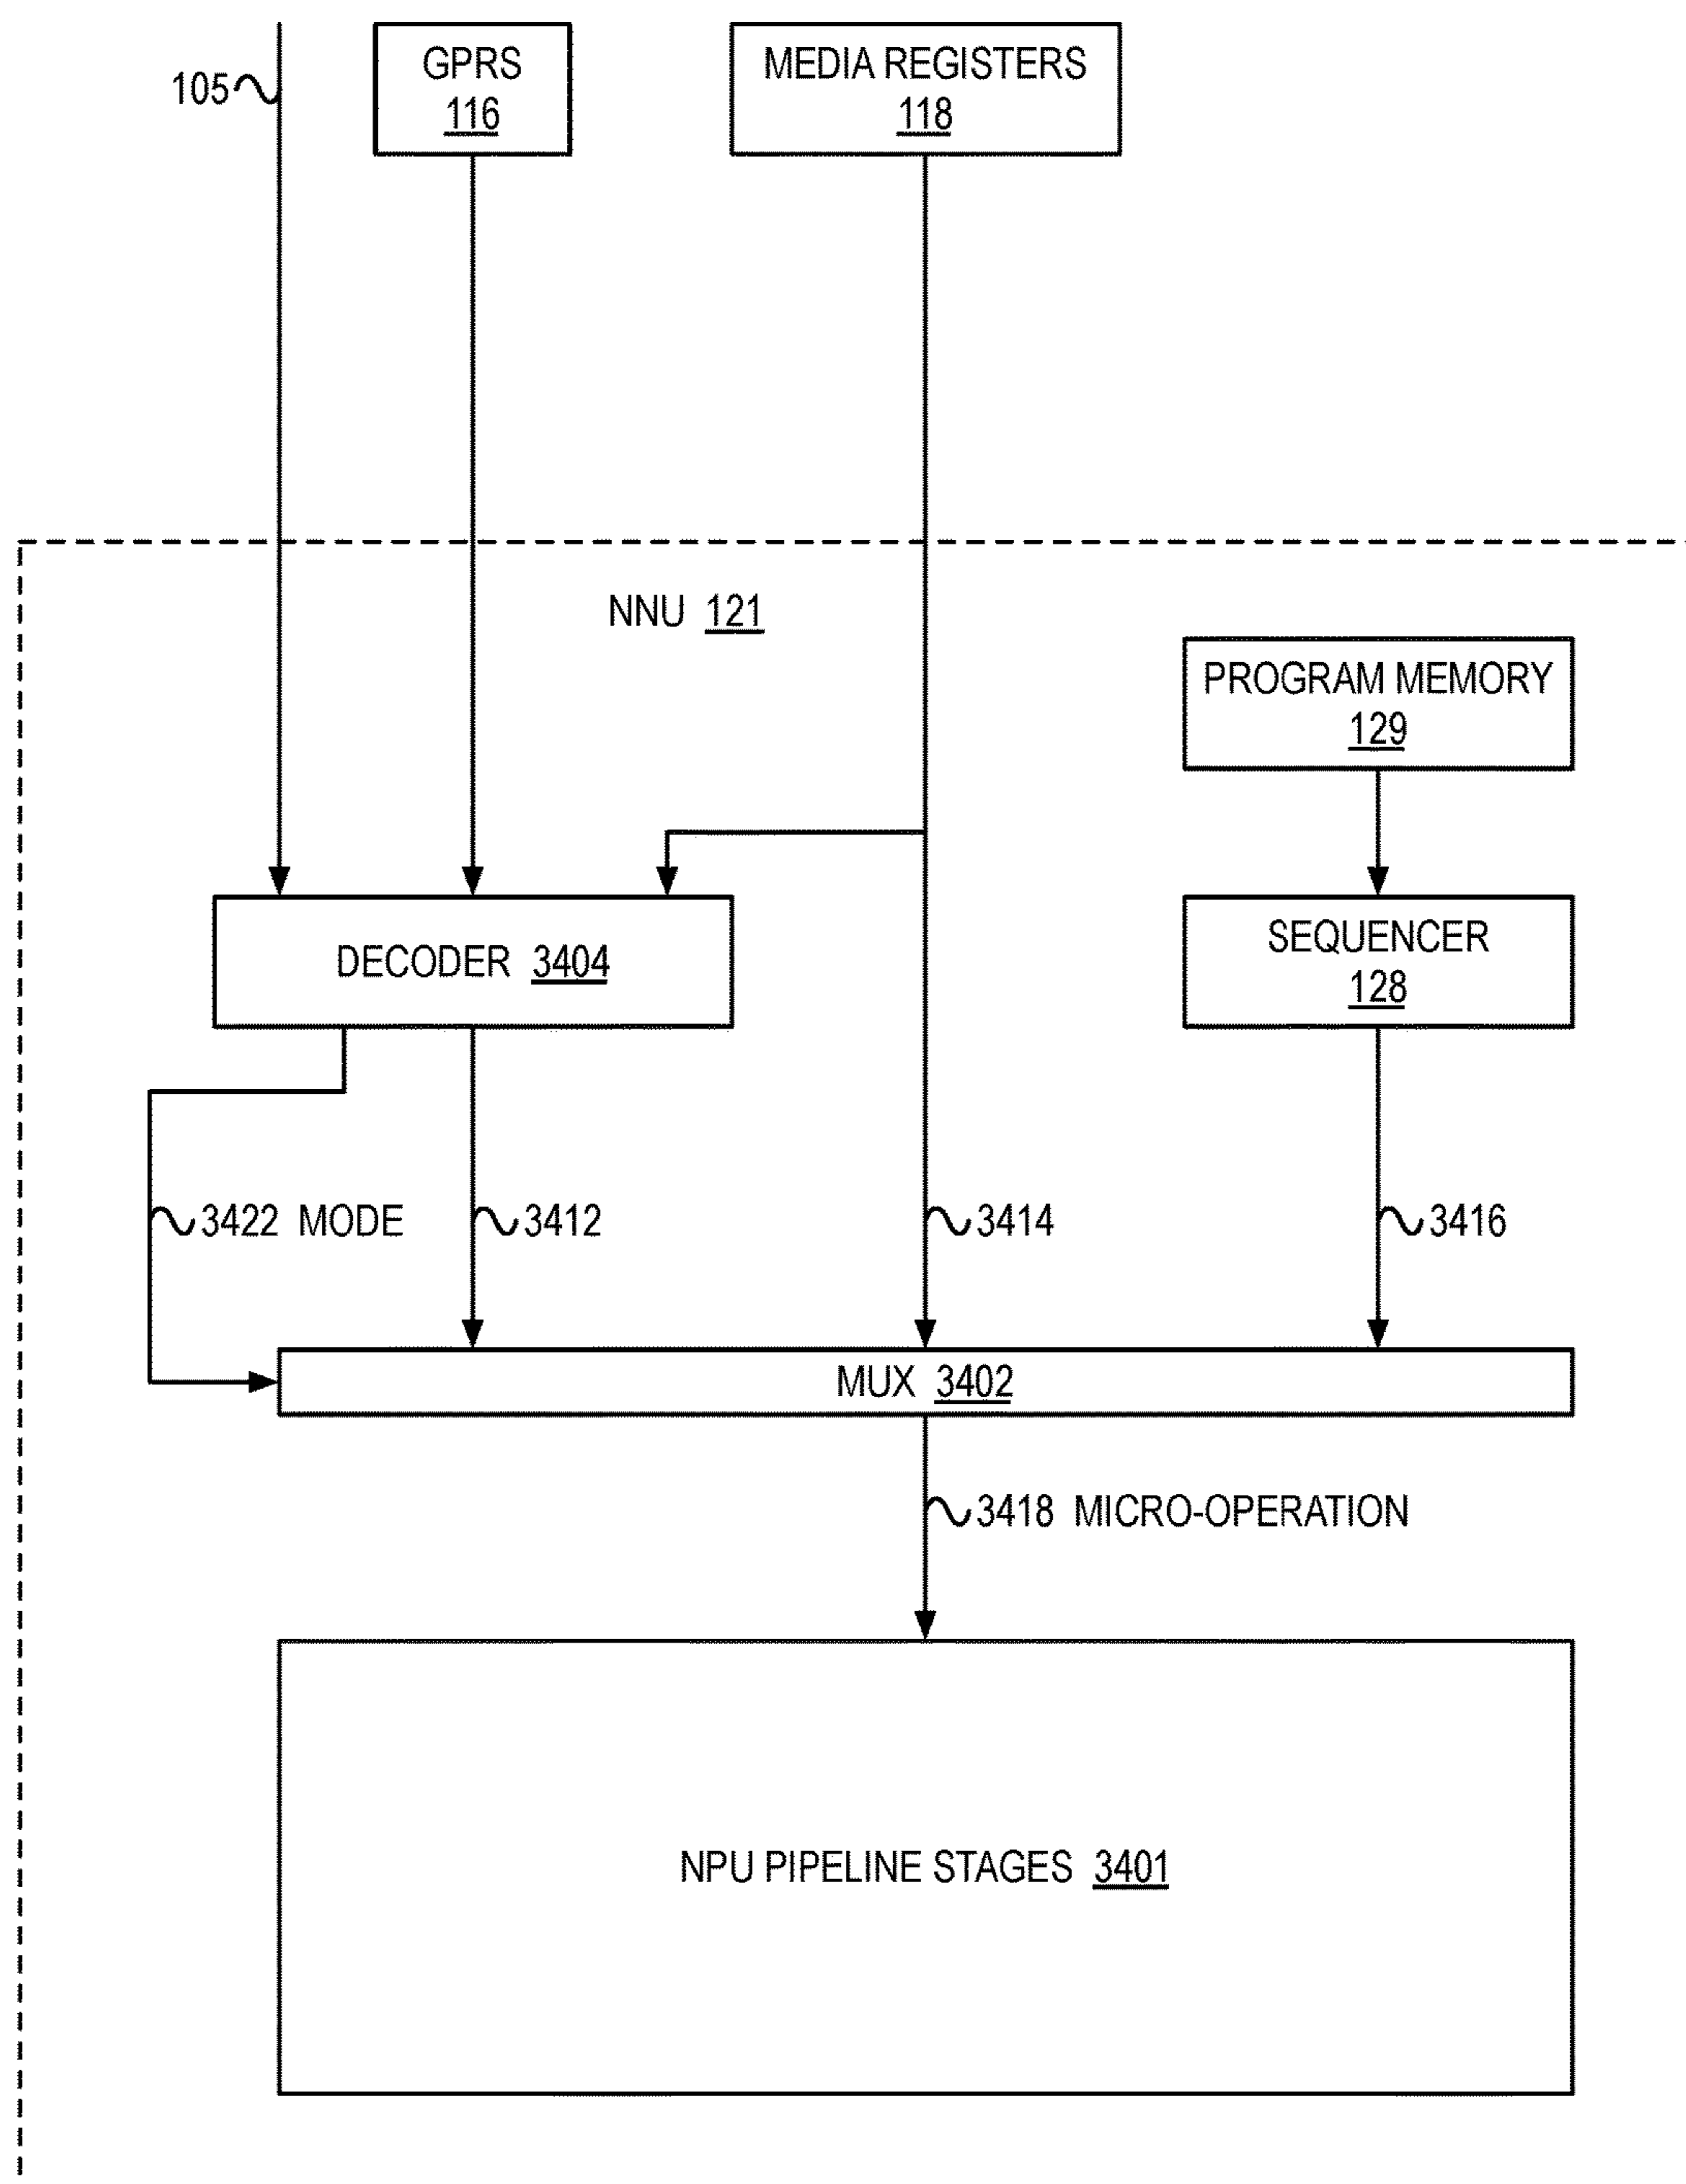 GPRS
116
MEDIA REGISTERS
118
105
NNU 121
PROGRAM MEMORY
129
DECODER 3404
SEQUENCER
128
3422 MODE
3412
3414
3416
MUX 3402
3418 MICRO-OPERATION
NPU PIPELINE STAGES 3401